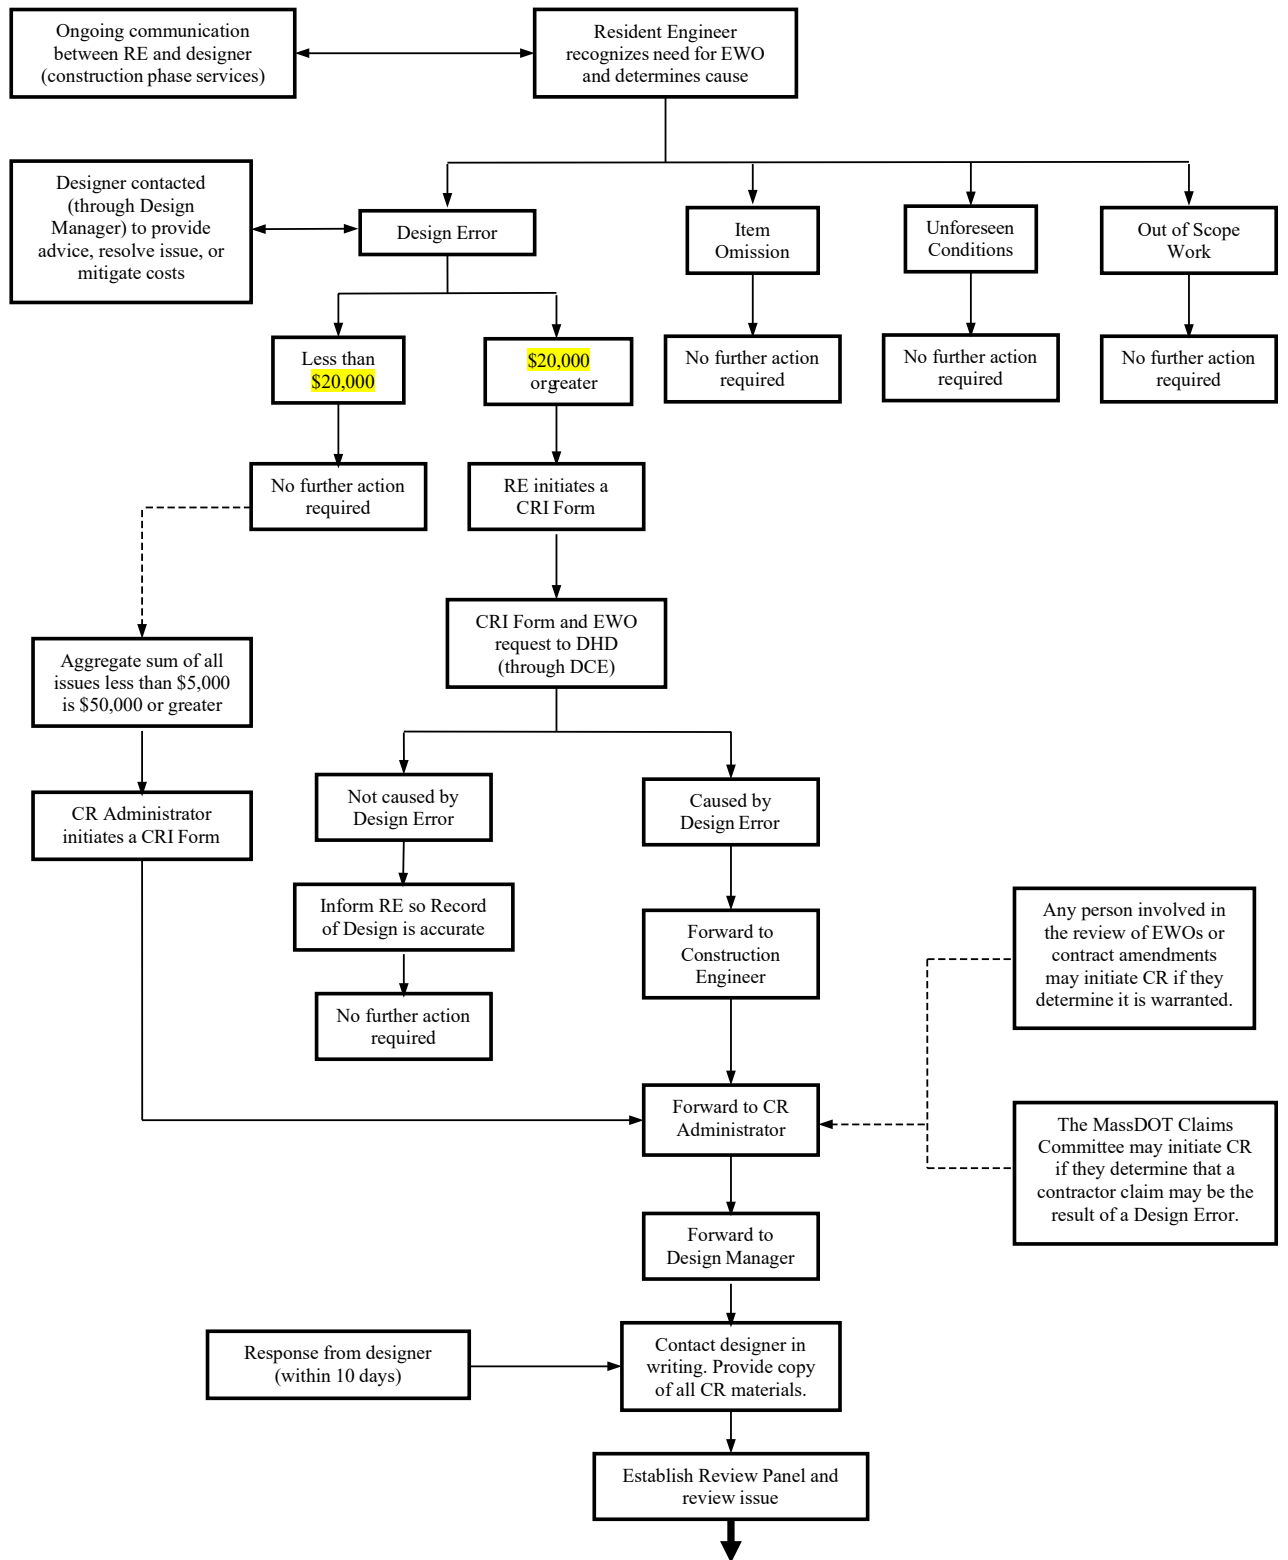 Ongoing communication
between RE and designer
(construction phase services)
Resident Engineer
recognizes need for EWO
and determines cause
Designer contacted
(through Design
Manager) to provide
advice, resolve issue, or
mitigate costs
Design Error
Item
Omission
Unforeseen
Conditions
Out of Scope
Work
Less than
$20,000
$20,000
orgreater
No further action
required
No further action
required
No further action
required
No further action
required
RE initiates a
CRI Form
CRI Form and EWO
request to DHD
(through DCE)
Aggregate sum of all
issues less than $5,000
is $50,000 or greater
Not caused by
Design Error
Caused by
Design Error
CR Administrator
initiates a CRI Form
Inform RE so Record
of Design is accurate
Forward to
Construction
Engineer
Any person involved in
the review of EWOs or
contract amendments
may initiate CR if they
determine it is warranted.
No further action
required
Forward to CR
Administrator
The MassDOT Claims
Committee may initiate CR
if they determine that a
contractor claim may be the
result of a Design Error.
Forward to
Design Manager
Response from designer
(within 10 days)
Contact designer in
writing. Provide copy
of all CR materials.
Establish Review Panel and
review issue